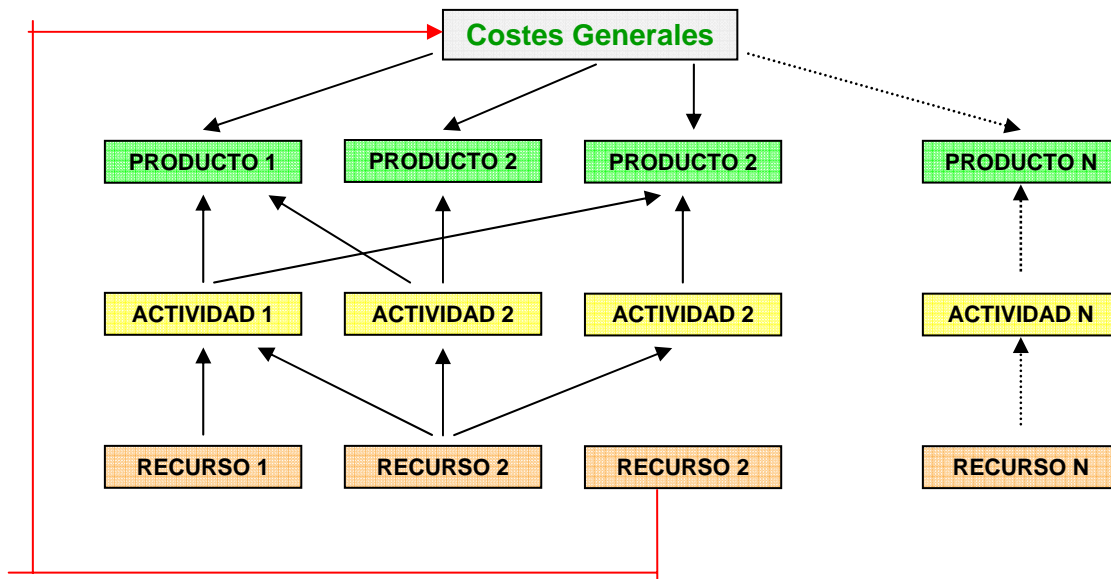 Costes Generales
PRODUCTO 1
PRODUCTO 2
PRODUCTO 2
PRODUCTO N
ACTIVIDAD 1
ACTIVIDAD 2
ACTIVIDAD 2
ACTIVIDAD N
RECURSO 1
RECURSO 2
RECURSO 2
RECURSO N